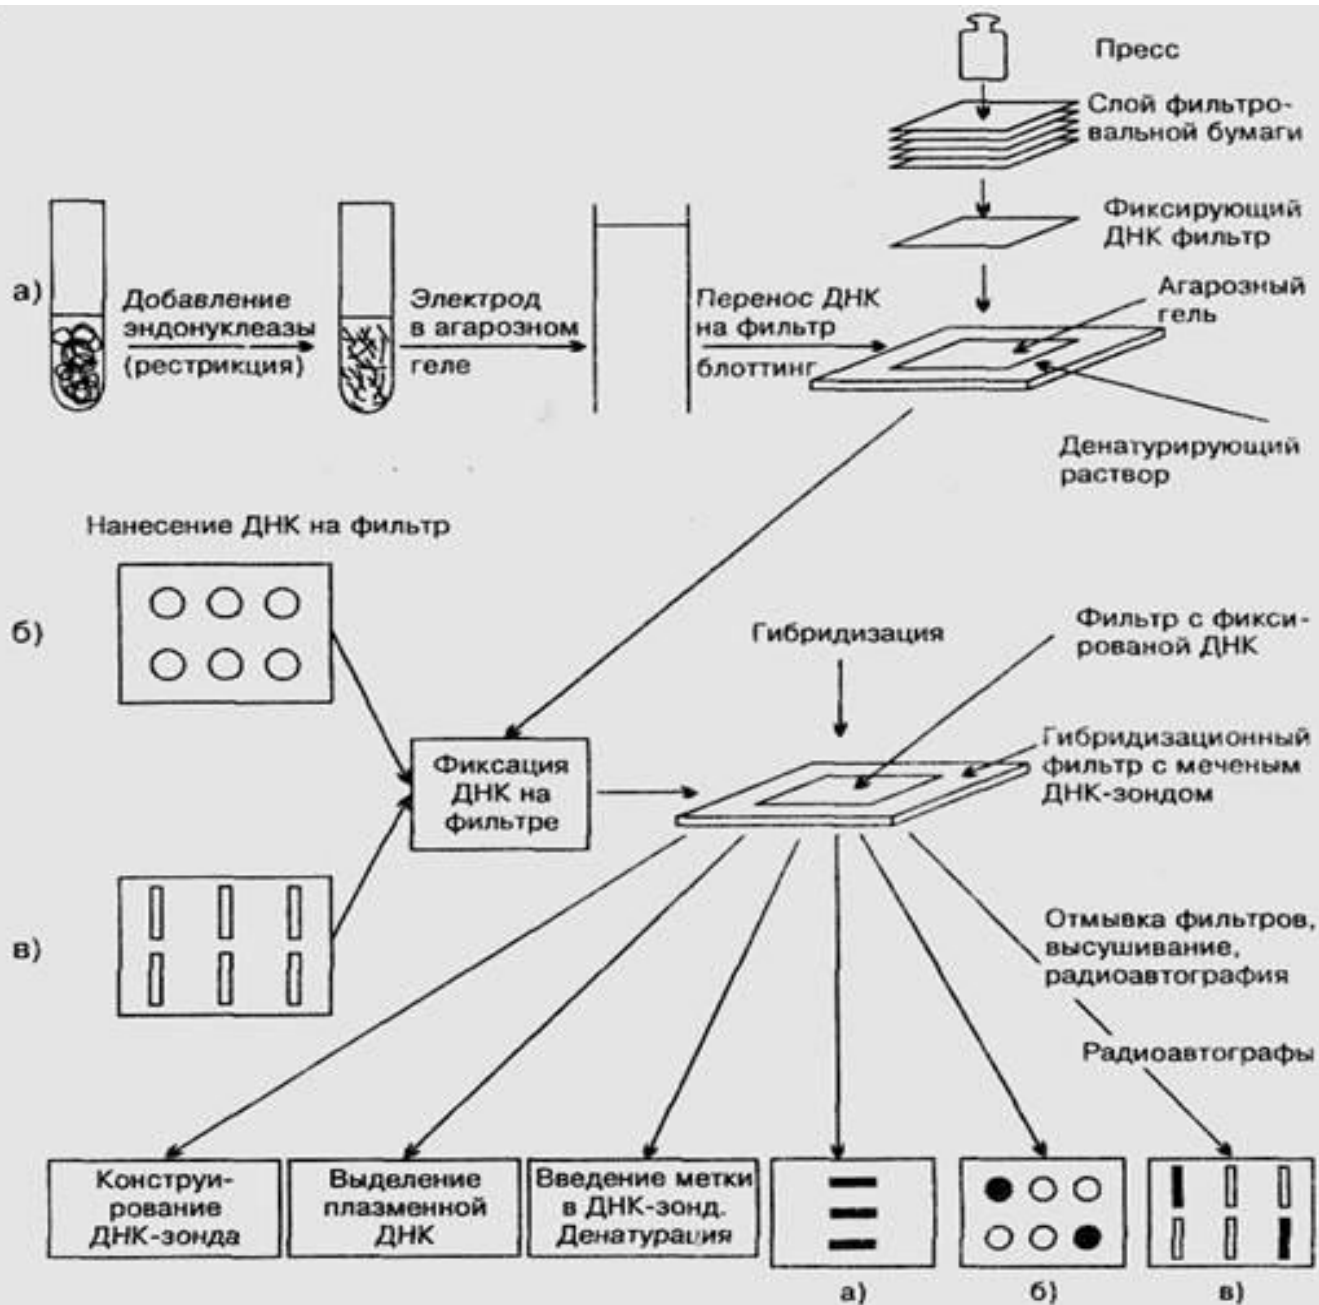 Пресс
Слой фильтро-
вальной бумаги
Фиксирующий
ДНК фильтр
а)
Добавление
эндонуклеазы
(рестрикция)
Электрод
в агарозном
геле
Перенос ДНК
на фильтр
блоттинг
Агарозный
гель
Денатурирующий
раствор
Нанесение ДНК на фильтр
б)
Гибридизация
Фильтр с фикси-
рованой ДНК
Фиксация
ДНК на
фильтре
Гибридизационный
фильтр с меченым
ДНК-зондом
в)
Отмывка фильтров,
высушивание,
радиоавтография
Радиоавтографы
Конструи-
рование
ДНК-зонда
Выделение
плазменной
ДНК
Введение метки
в ДНК-зонд.
Денатурация
а)
б)
в)